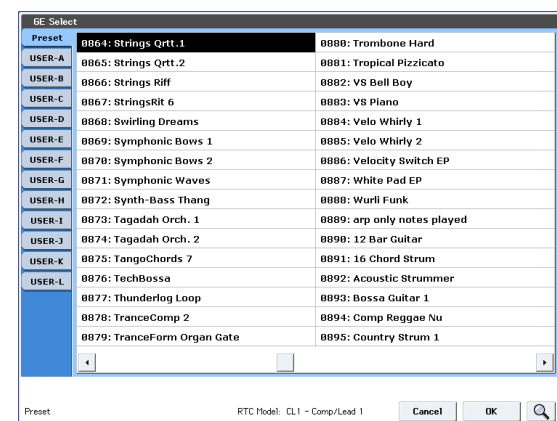 GE Select
Preset
USER-A
USER-B
USER-C
USER-D
USER-E
USER-F
USER-G
USER-H
USER-I
USER-J
USER-K
USER-L
0864: Strings Qrtt.1
0865: Strings Qrtt.2
0866: Strings Riff
0867: StringsRit 6
0868: Swirling Dreams
0869: Symphonic Bows 1
0870: Symphonic Bows 2
0871: Symphonic Waves
0872: Synth-Bass Thang
0873: Tagadah Orch. 1
0874: Tagadah Orch. 2
0875: TangoChords 7
0876: TechBossa
0877: Thunderlog Loop
0878: TranceComp 2
0879: TranceForm Organ Gate
0880: Trombone Hard
0881: Tropical Pizzicato
0882: VS Bell Boy
0883: VS Piano
0884: Velo Whirly 1
0885: Velo Whirly 2
0886: Velocity Switch EP
0887: White Pad EP
0888: Wurli Funk
0889: arp only notes played
0890: 12 Bar Guitar
0891: 16 Chord Strum
0892: Acoustic Strummer
0893: Bossa Guitar 1
0894: Comp Reggae Nu
0895: Country Strum 1
Preset
RTC Model: CL1 - Comp/Lead 1
Cancel
OK